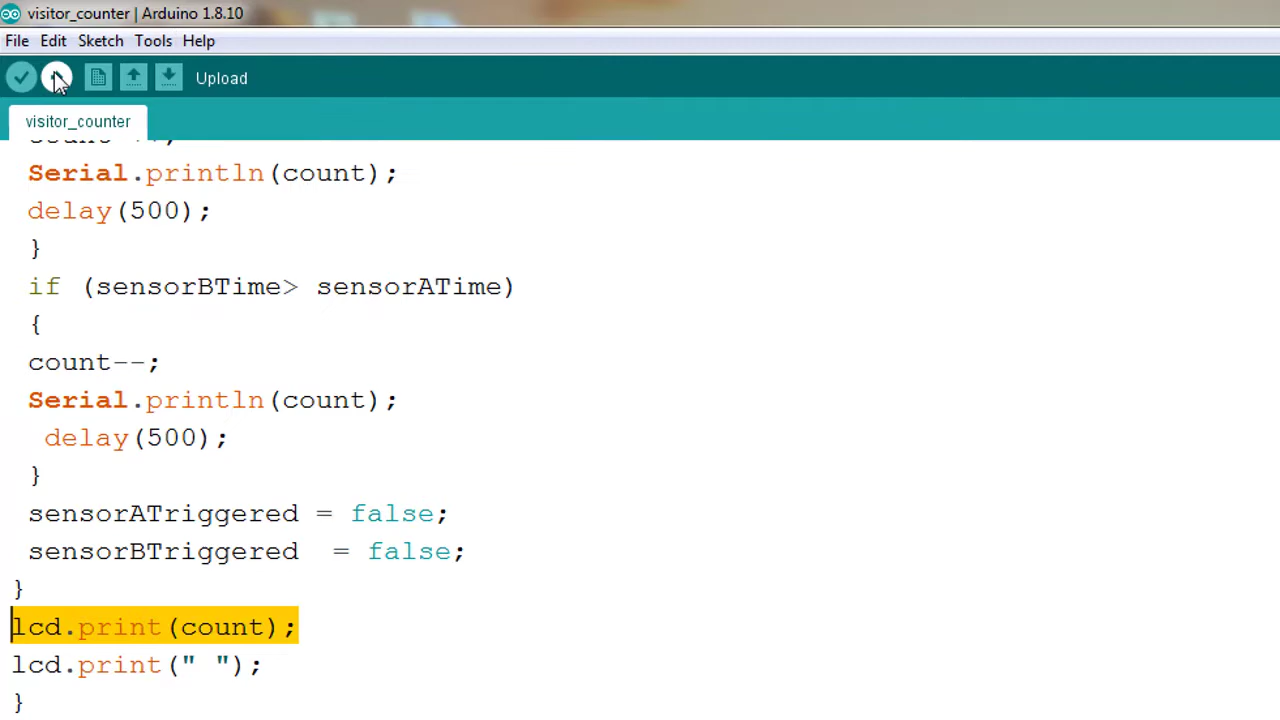 visitor_counter | Arduino 1.8.10
File Edit Sketch Tools Help
Upload
visitor_counter
Serial.println(count);
delay(500);
}
if (sensorBTime> sensorATime)
{
count--;
Serial.println(count);
delay(500);
}
sensorATriggered = false;
sensorBTriggered  = false;
}
lcd.print(count);
lcd.print(" ");
}